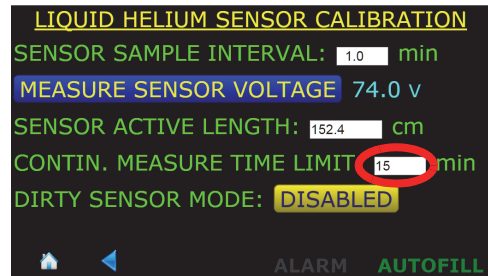 LIQUID HELIUM SENSOR CALIBRATION
SENSOR SAMPLE INTERVAL: 1.0 min
MEASURE SENSOR VOLTAGE 74.0 v
SENSOR ACTIVE LENGTH: 152.4 cm
CONTIN. MEASURE TIME LIMIT 15 min
DIRTY SENSOR MODE: DISABLED
ALARM AUTOFILL